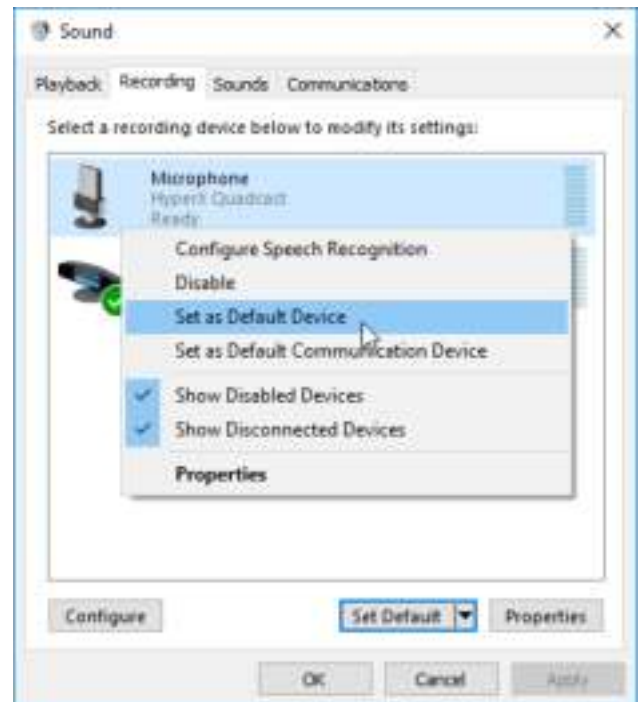 Sound
Playback Recording Sounds Communications
Select a recording device below to modify its settings:
Microphone
HyperX Quadcast
Ready
Configure Speech Recognition
Disable
Set as Default Device
Set as Default Communication Device
Show Disabled Devices
Show Disconnected Devices
Properties
Configure Set Default Properties
OK Cancel Apply